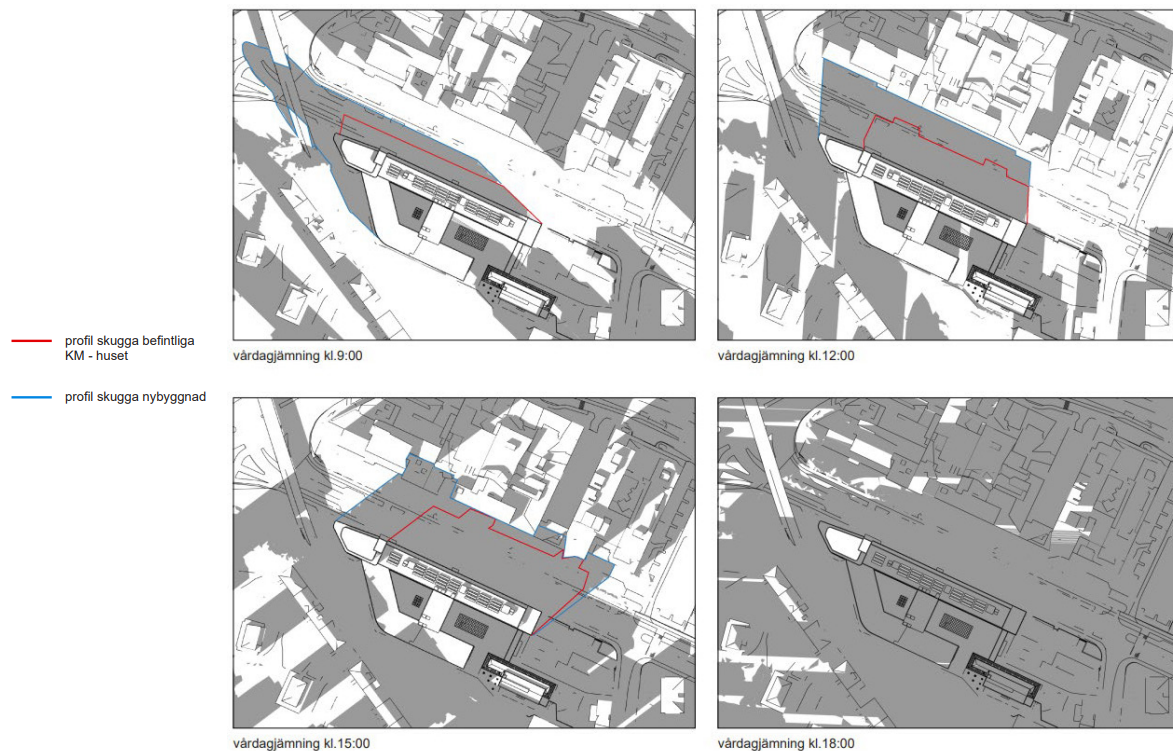 profil skugga befintliga
KM - huset
profil skugga nybyggnad
vårdagjämning kl.9:00
vårdagjämning kl.12:00
vårdagjämning kl.15:00
vårdagjämning kl.18:00